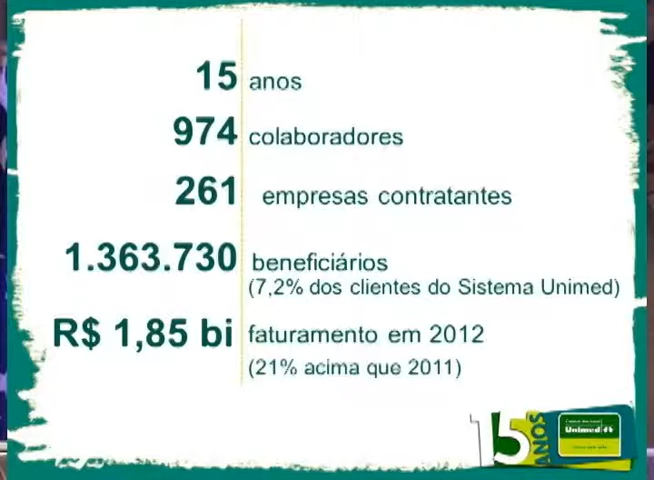 15 anos
974 colaboradores
261 empresas contratantes
1.363.730 beneficiários
(7,2% dos clientes do Sistema Unimed)
R$ 1,85 bi faturamento em 2012
(21% acima que 2011)
15 ANOS
Unimed